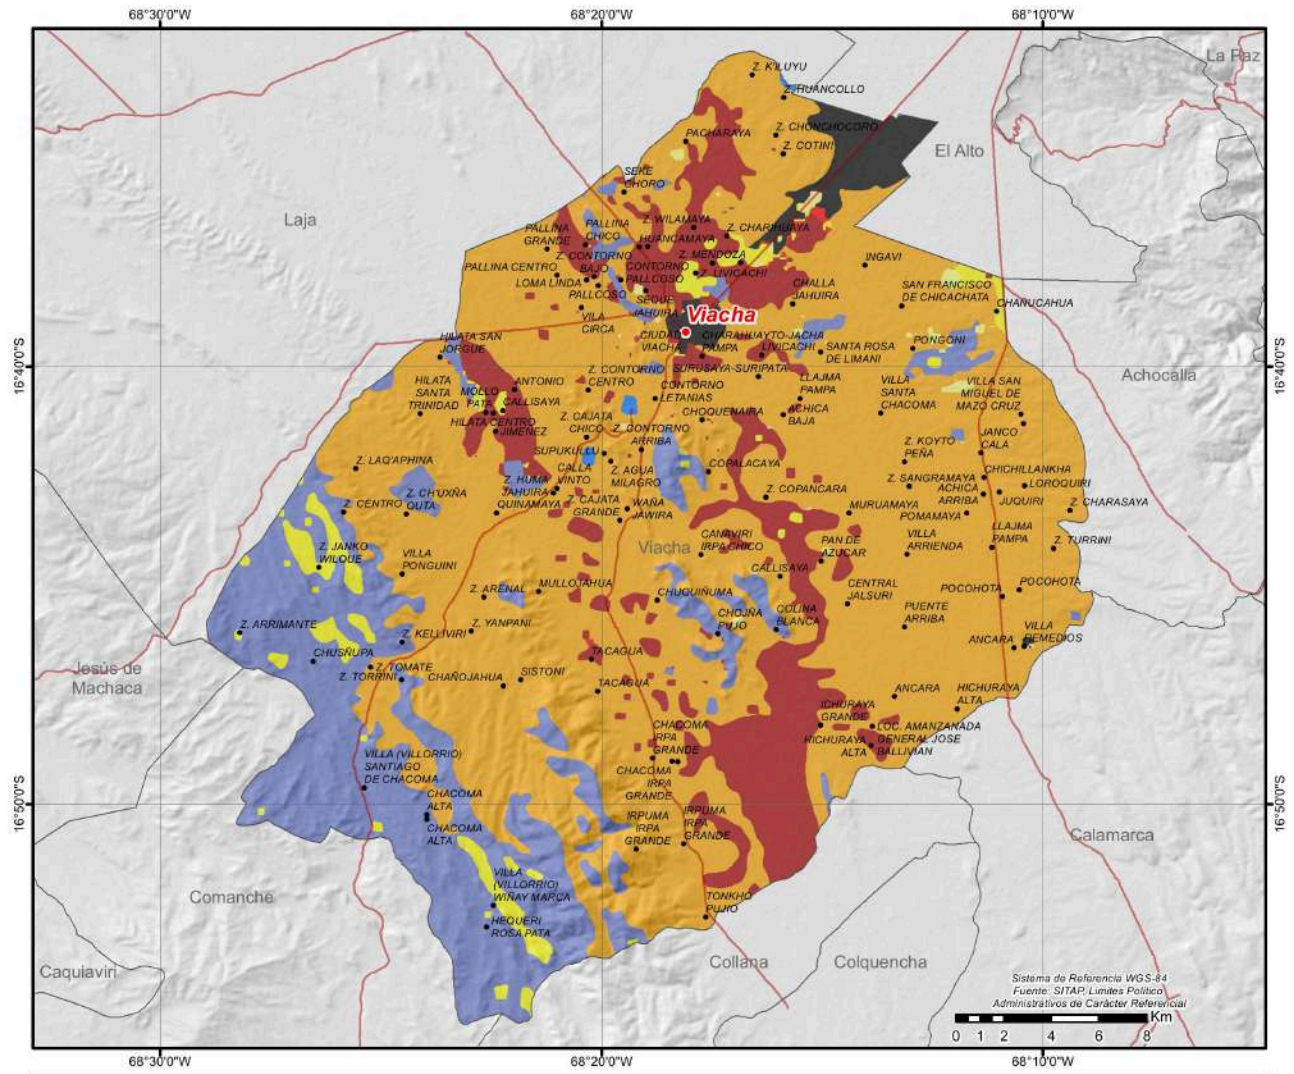 68°30'0"W
68°20'0"W
68°10'0"W
La Paz
Z. K'ILUYU
Z. HUANCOLLO
Z. CHONCHOCORO
PACHARAYA
Z. COTINI
El Alto
SEKE
CHORO
Laja
PALLINA
GRANDE
PALLINA
CHICO
Z. WILAMAYA
HUANCAMAYA
Z. CHARIHUAYA
Z. CONTORNO
BAJO
Z. MENDOZA
INGAVI
PALLINA CENTRO
CONTORNO
PALLCOSO
Z. LIVICACHI
LOMA LINDA
PALLCOSO
SEQUE
JAHUIRA
CHALLA
JAHUIRA
SAN FRANCISCO
DE CHICACHATA
CHAÑUCAHUA
VILA
CIRCA
Viacha
CIUDAD
VIACHA
CHARAHUAYTO-JACHA
PAMPA
LIVICACHI
SANTA ROSA
DE LIMANI
PONGONI
HILATA SAN
JORGUE
16°40'0"S
16°40'0"S
SURUSAYA-SURIPATA
Achocalla
HILATA
SANTA
TRINIDAD
MOLLO
PATA
ANTONIO
CALLISAYA
Z. CONTORNO
CENTRO
CONTORNO
LETANIAS
LLAJMA
PAMPA
VILLA
SANTA
CHACOMA
VILLA SAN
MIGUEL DE
MAZO CRUZ
HILATA CENTRO
JIMENEZ
Z. CAJATA
CHICO
CHOQUENAIRA
ACHICA
BAJA
Z. CONTORNO
ARRIBA
JANCO
CALA
Z. KOYTO
PEÑA
SUPUKULLU
Z. LAQ'APHINA
CALLA
VINTO
Z. AGUA
MILAGRO
COPALACAYA
CHICHILLANKHA
LOROQUIRI
Z. SANGRAMAYA
ACHICA
ARRIBA
JUQUIRI
Z. CENTRO
Z. CH'UXÑA
QUTA
Z. HUMA
JAHUIRA
QUINAMAYA
Z. CAJATA
GRANDE
WAÑA
JAWIRA
Z. COPANCARA
MURUAMAYA
POMAMAYA
Z. CHARASAYA
Z. JANKO
WILQUE
VILLA
PONGUINI
Viacha
CANAVIRI
IRPA CHICO
PAN DE
AZUCAR
VILLA
ARRIENDA
LLAJMA
PAMPA
Z. TURRINI
CALLISAYA
Z. ARENAL
MULLOJAHUA
CHUQUIÑUMA
CENTRAL
JALSURI
POCOHOTA
POCOHOTA
Z. ARRIMANTE
Z. KELLIVIRI
Z. YANPANI
CHOJÑA
PUJO
COLINA
BLANCA
PUENTE
ARRIBA
ANCARA
VILLA
REMEDIOS
CHUSÑUPA
Z. TOMATE
Z. TORRINI
CHAÑOJAHUA
SISTONI
TACAGUA
TACAGUA
Jesús de
Machaca
ANCARA
HICHURAYA
ALTA
ICHURAYA
GRANDE
LOC. AMANZANADA
GENERAL JOSE
BALLIVIAN
HICHURAYA
ALTA
CHACOMA
IRPA
GRANDE
VILLA (VILLORRIO)
SANTIAGO
DE CHACOMA
CHACOMA
IRPA
GRANDE
16°50'0"S
16°50'0"S
CHACOMA
ALTA
CHACOMA
ALTA
IRPUMA
IRPA
GRANDE
IRPUMA
IRPA
GRANDE
Calamarca
VILLA
(VILLORRIO)
WIÑAY MARCA
Comanche
HEQUERI
ROSA PATA
TONKHO
PUJIO
Caquiaviri
Collana
Colquencha
Sistema de Referencia WGS-84
Fuente: SITAP, Limites Político
Administrativos de Carácter Referencial
Km
0 1 2 4 6 8
68°30'0"W
68°20'0"W
68°10'0"W